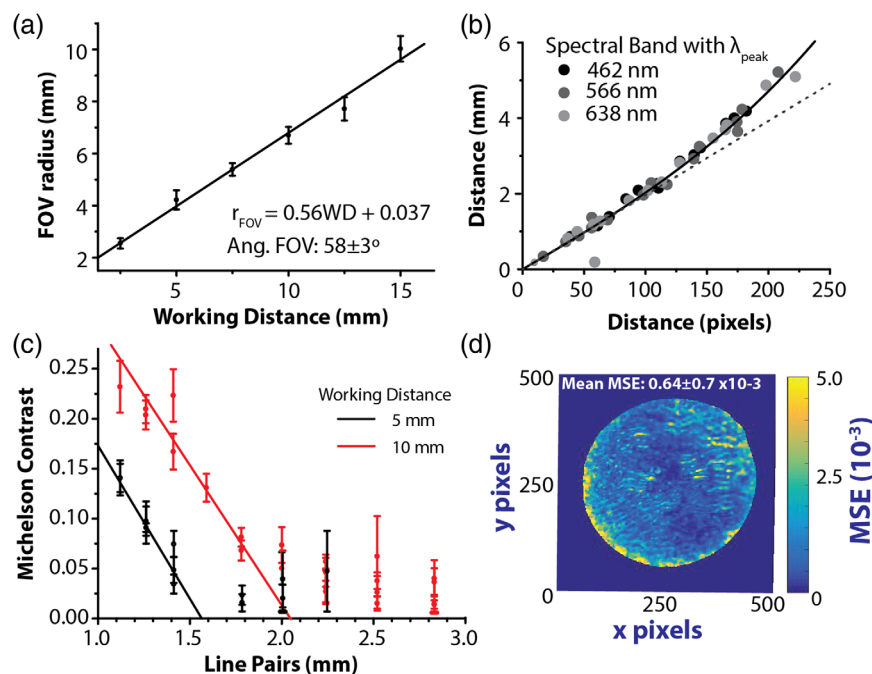 (a)
10
8
6
4
2
FOV radius (mm)
r_FOV = 0.56WD + 0.037
Ang. FOV: 58±3º
5
10
15
Working Distance (mm)
(b)
6
4
2
0
Distance (mm)
Spectral Band with λ_peak
462 nm
566 nm
638 nm
0
50
100
150
200
250
Distance (pixels)
(c)
0.25
0.20
0.15
0.10
0.05
0.00
Michelson Contrast
Working Distance
5 mm
10 mm
1.0
1.5
2.0
2.5
3.0
Line Pairs (mm)
(d)
500
250
0
y pixels
Mean MSE: 0.64±0.7 x10-3
250
500
x pixels
5.0
2.5
0
MSE (10⁻³)